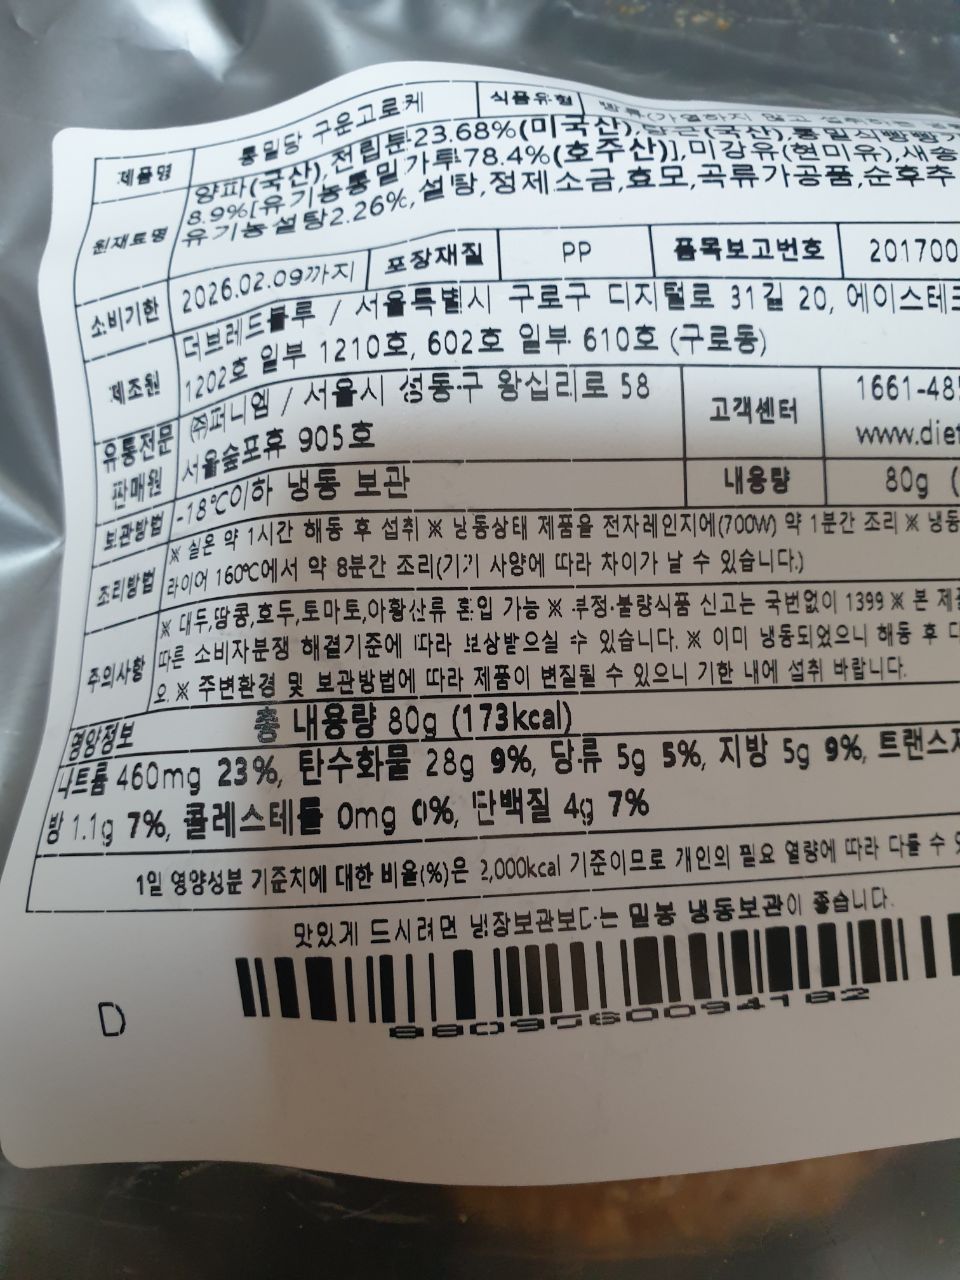 제품명 통밀당 구운고로케 식품유형
원재료명 양파(국산),전립튼23.68%(미국산),당근(국산),통밀식빵빵가
8.9%[유기농통밀가루78.4%(호주산)],미강유(현미유),새송
유기농설탕2.26%,설탕,정제소금,효모,곡류가공품,순후추
소비기한 2026.02.09까지 포장재질 PP 품목보고번호 201700
제조원 더브레드블루 / 서울특별시 구로구 디지털로 31길 20, 에이스테크
1202호 일부 1210호, 602호 일부 610호 (구로동)
유통전문판매원 ㈜퍼니엠 / 서울시 성동구 왕십리로 58 고객센터 1661-48
서울숲포휴 905호 www.diet
보관방법 -18℃이하 냉동 보관 내용량 80g (
조리방법 ※ 실온 약 1시간 해동 후 섭취 ※ 냉동상태 제품을 전자레인지에(700W) 약 1분간 조리 ※ 냉동
라이어 160℃에서 약 8분간 조리(기기 사양에 따라 차이가 날 수 있습니다.)
주의사항 ※ 대두,땅콩,호두,토마토,아황산류 혼입 가능 ※ 부정·불량식품 신고는 국번없이 1399 ※ 본 제
따른 소비자분쟁 해결기준에 따라 보상받으실 수 있습니다. ※ 이미 냉동되었으니 해동 후 다
오 ※ 주변환경 및 보관방법에 따라 제품이 변질될 수 있으니 기한 내에 섭취 바랍니다.
영양정보 총 내용량 80g (173kcal)
나트륨 460mg 23%, 탄수화물 28g 9%, 당류 5g 5%, 지방 5g 9%, 트랜스지
방 1.1g 7%, 콜레스테롤 0mg 0%, 단백질 4g 7%
1일 영양성분 기준치에 대한 비율(%)은 2,000kcal 기준이므로 개인의 필요 열량에 따라 다를 수
맛있게 드시려면 냉장보관보다는 밀봉 냉동보관이 좋습니다.
8809560094182
D